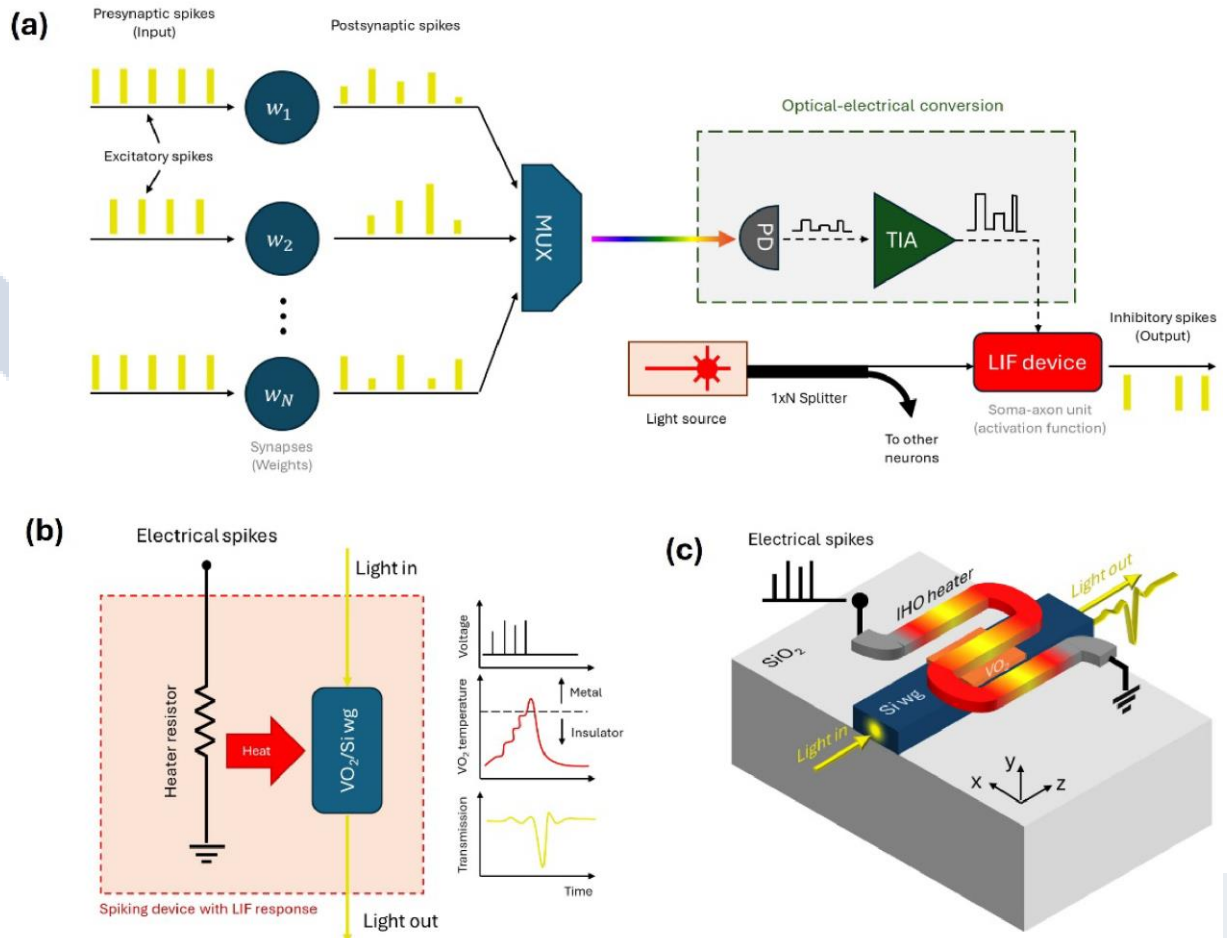 (a)
Presynaptic spikes
(Input)
Postsynaptic spikes
w₁
Excitatory spikes
w₂
w_N
Synapses
(Weights)
MUX
Optical-electrical conversion
PD
TIA
Light source
1xN Splitter
To other
neurons
LIF device
Soma-axon unit
(activation function)
Inhibitory spikes
(Output)
(b)
Electrical spikes
Light in
Heater resistor
Heat
VO₂/Si wg
Spiking device with LIF response
Light out
Voltage
VO₂ temperature
Metal
Insulator
Transmission
Time
(c)
Electrical spikes
IHO heater
Light out
SiO₂
VO₂
Si wg
Light in
x
y
z